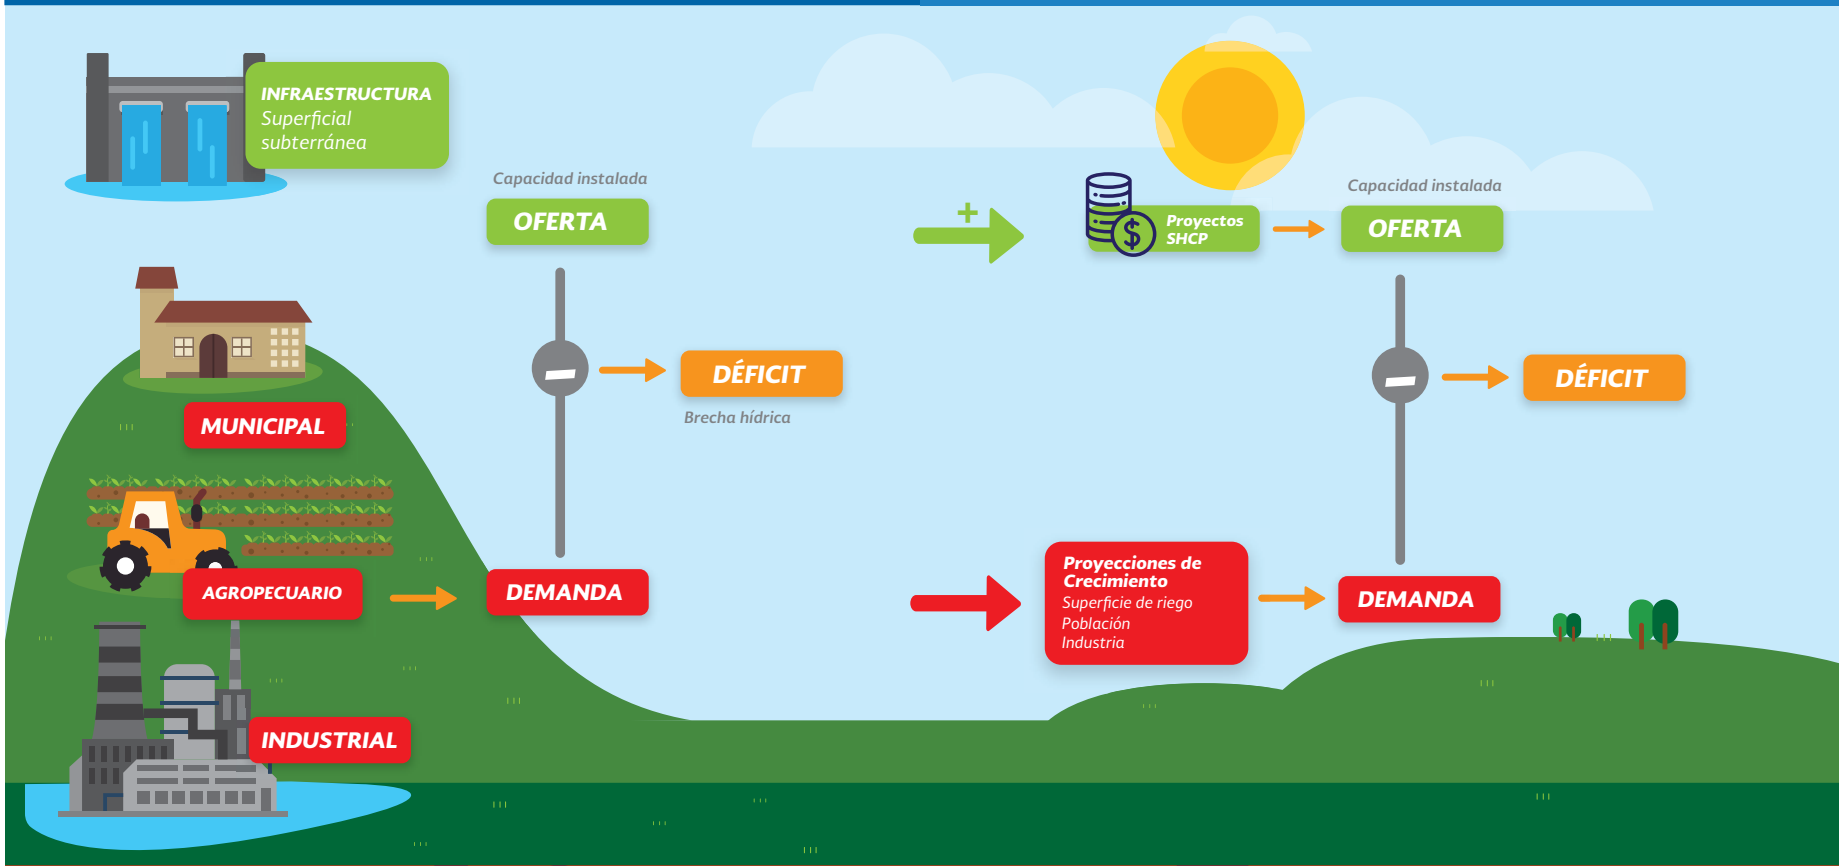 INFRAESTRUCTURA
Superficial
subterránea
Capacidad instalada
OFERTA
+
Proyectos
SHCP
$
Capacidad instalada
OFERTA
DÉFICIT
Brecha hídrica
DÉFICIT
MUNICIPAL
AGROPECUARIO
DEMANDA
Proyecciones de
Crecimiento
Superficie de riego
Población
Industria
DEMANDA
INDUSTRIAL